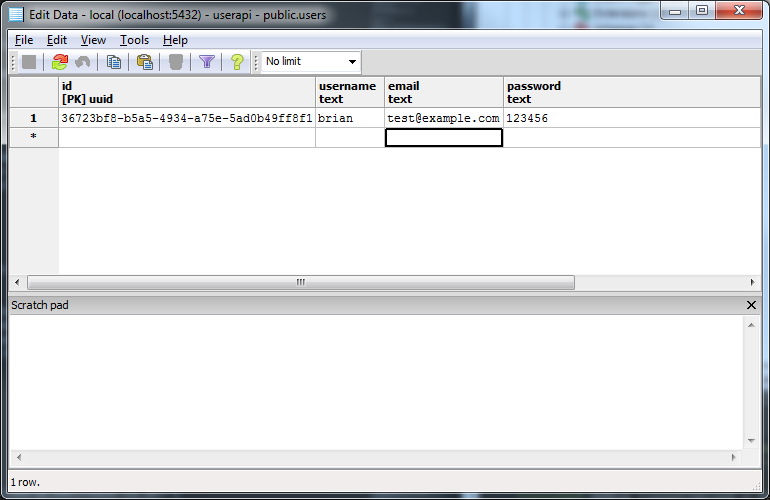 Edit Data - local (localhost:5432) - userapi - public.users
File Edit View Tools Help
No limit
id username email password
[PK] uuid text text text
1 36723bf8-b5a5-4934-a75e-5ad0b49ff8f1 brian test@example.com 123456
*
Scratch pad
1 row.